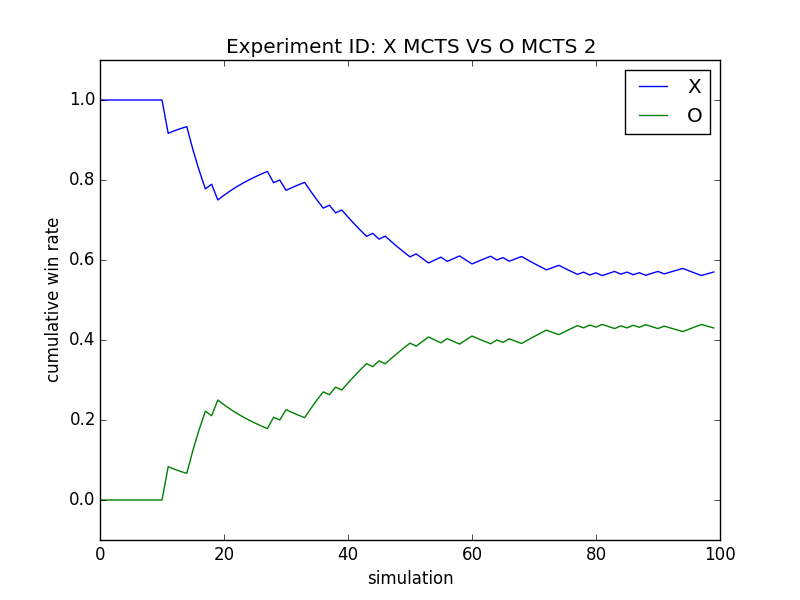 Experiment ID: X MCTS VS O MCTS 2
X
O
1.0
0.8
0.6
0.4
0.2
0.0
cumulative win rate
0 20 40 60 80 100
simulation